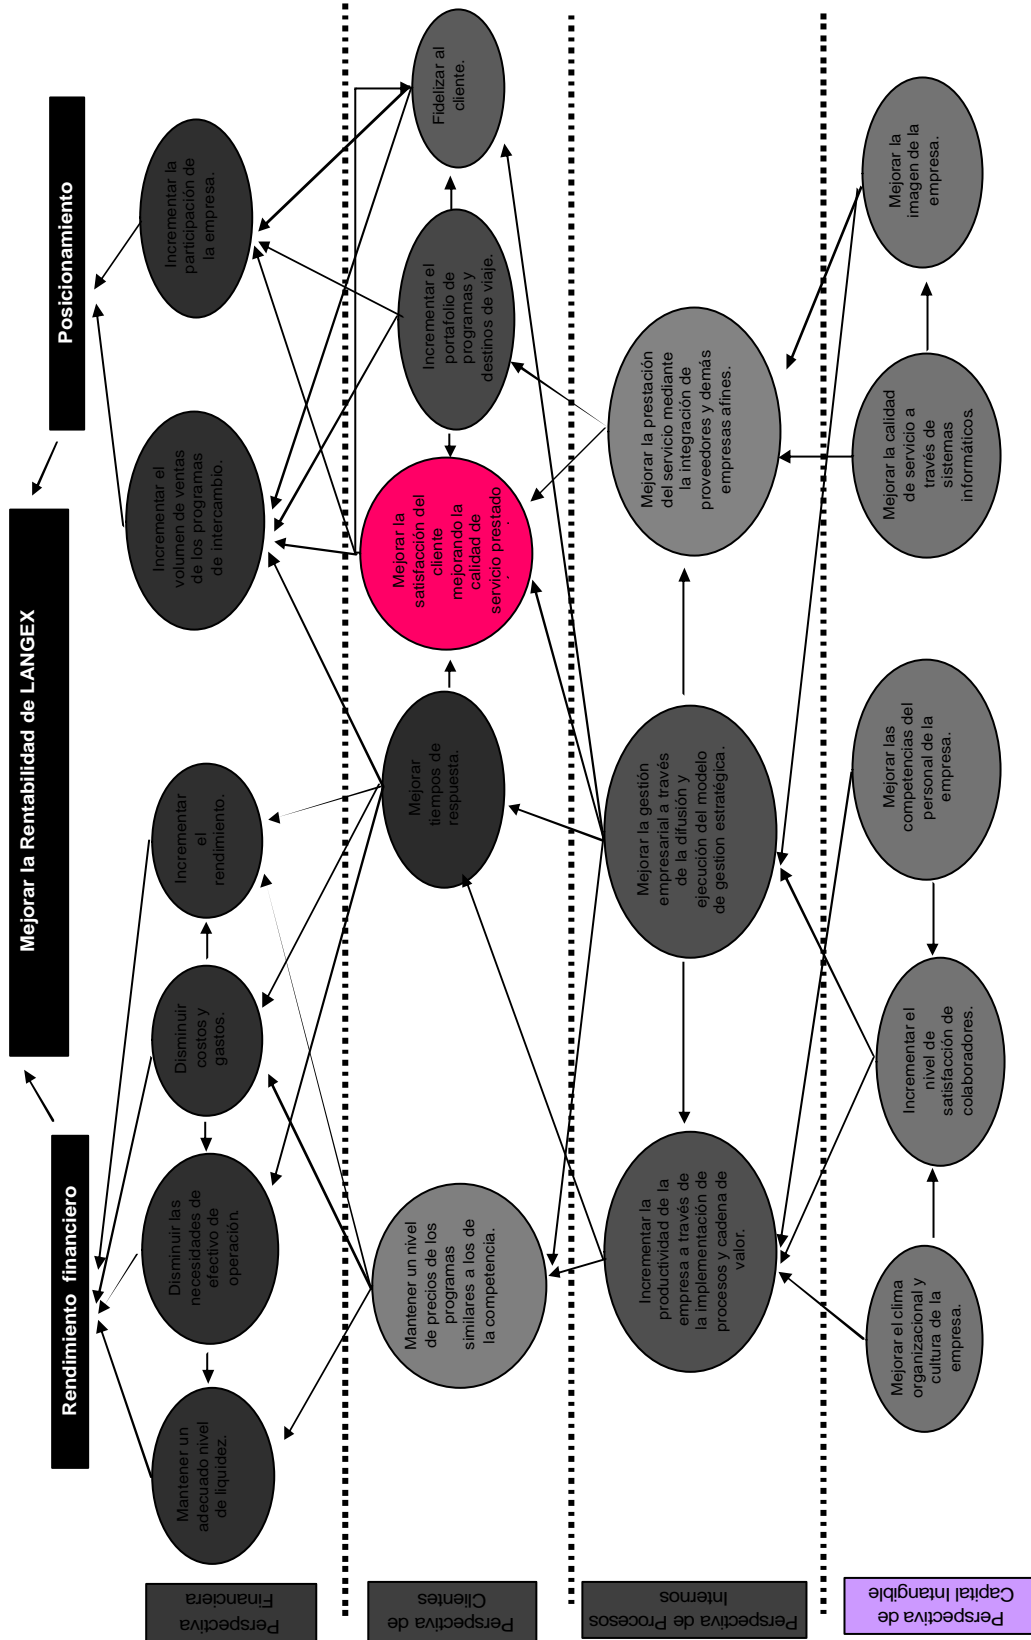 Mejorar la Rentabilidad de LANGEX
Rendimiento financiero
Posicionamiento
Perspectiva
Financiera
Mantener un
adecuado nivel
de liquidez.
Disminuir las
necesidades de
efectivo de
operación.
Disminuir
costos y
gastos.
Incrementar
el
rendimiento.
Incrementar el
volumen de ventas
de los programas
de intercambio.
Incrementar la
participación de
la empresa.
Perspectiva de
Clientes
Mantener un nivel
de precios de los
programas
similares a los de
la competencia.
Mejorar
tiempos de
respuesta.
Mejorar la
satisfacción del
cliente
mejorando la
calidad de
servicio prestado
Incrementar el
portafolio de
programas y
destinos de viaje.
Fidelizar al
cliente.
Perspectiva de Procesos
Internos
Incrementar la
productividad de la
empresa a través de
la implementación de
procesos y cadena de
valor.
Mejorar la gestión
empresarial a través
de la difusión y
ejecución del modelo
de gestion estratégica.
Mejorar la prestación
del servicio mediante
la integración de
proveedores y demás
empresas afines.
Perspectiva de
Capital Intangible
Mejorar el clima
organizacional y
cultura de la
empresa.
Incrementar el
nivel de
satisfacción de
colaboradores.
Mejorar las
competencias del
personal de la
empresa.
Mejorar la calidad
de servicio a
través de
sistemas
informáticos.
Mejorar la
imagen de la
empresa.